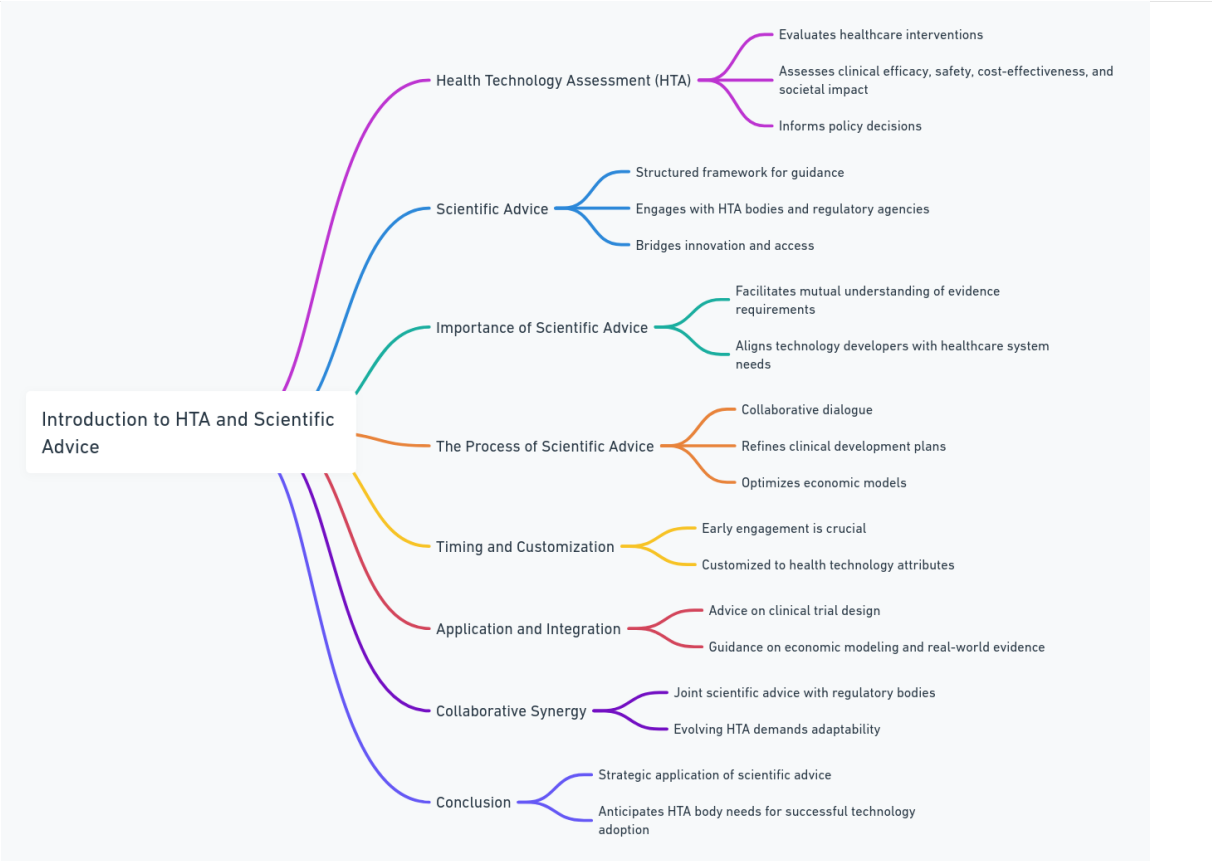 Introduction to HTA and Scientific
Advice
Health Technology Assessment (HTA)
Evaluates healthcare interventions
Assesses clinical efficacy, safety, cost-effectiveness, and
societal impact
Informs policy decisions
Scientific Advice
Structured framework for guidance
Engages with HTA bodies and regulatory agencies
Bridges innovation and access
Importance of Scientific Advice
Facilitates mutual understanding of evidence
requirements
Aligns technology developers with healthcare system
needs
The Process of Scientific Advice
Collaborative dialogue
Refines clinical development plans
Optimizes economic models
Timing and Customization
Early engagement is crucial
Customized to health technology attributes
Application and Integration
Advice on clinical trial design
Guidance on economic modeling and real-world evidence
Collaborative Synergy
Joint scientific advice with regulatory bodies
Evolving HTA demands adaptability
Conclusion
Strategic application of scientific advice
Anticipates HTA body needs for successful technology
adoption